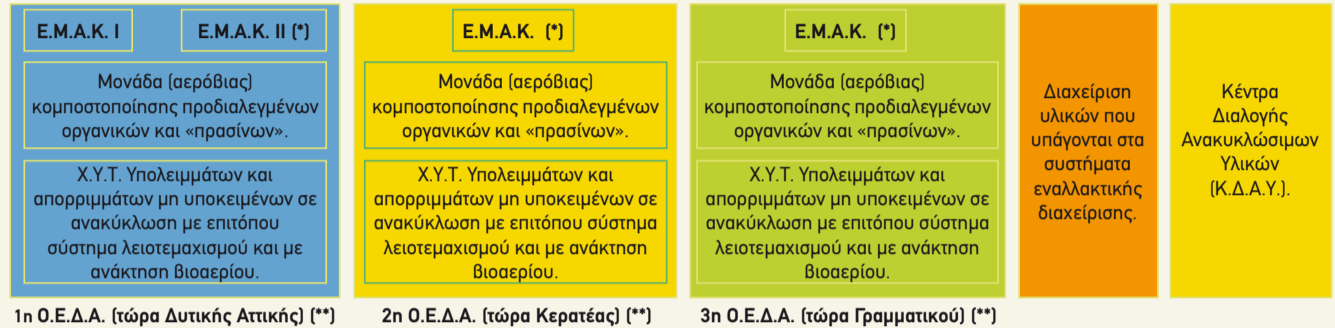 Ε.Μ.Α.Κ. Ι
Ε.Μ.Α.Κ. ΙΙ (*)
Μονάδα (αερόβιας)
κομποστοποίησης προδιαλεγμένων
οργανικών και «πρασίνων».
Χ.Υ.Τ. Υπολειμμάτων και
απορριμμάτων μη υποκειμένων σε
ανακύκλωση με επιτόπου
σύστημα λειοτεμαχισμού και με
ανάκτηση βιοαερίου.
1η Ο.Ε.Δ.Α. (τώρα Δυτικής Αττικής) (**)
Ε.Μ.Α.Κ. (*)
Μονάδα (αερόβιας)
κομποστοποίησης προδιαλεγμένων
οργανικών και «πρασίνων».
Χ.Υ.Τ. Υπολειμμάτων και
απορριμμάτων μη υποκειμένων σε
ανακύκλωση με επιτόπου σύστημα
λειοτεμαχισμού και με ανάκτηση
βιοαερίου.
2η Ο.Ε.Δ.Α. (τώρα Κερατέας) (**)
Ε.Μ.Α.Κ. (*)
Μονάδα (αερόβιας)
κομποστοποίησης προδιαλεγμένων
οργανικών και «πρασίνων».
Χ.Υ.Τ. Υπολειμμάτων και
απορριμμάτων μη υποκειμένων σε
ανακύκλωση με επιτόπου σύστημα
λειοτεμαχισμού και με ανάκτηση
βιοαερίου.
3η Ο.Ε.Δ.Α. (τώρα Γραμματικού) (**)
Διαχείριση
υλικών που
υπάγονται στα
συστήματα
εναλλακτικής
διαχείρισης.
Κέντρα
Διαλογής
Ανακυκλώσιμων
Υλικών
(Κ.Δ.Α.Υ.).